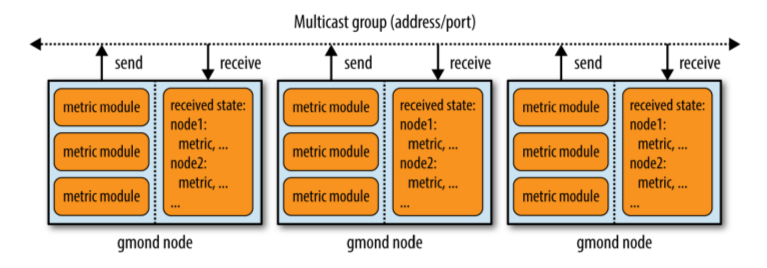 Multicast group (address/port)
send
receive
send
receive
send
receive
metric module
metric module
metric module
received state:
node1:
metric, ...
node2:
metric, ...
...
metric module
metric module
metric module
received state:
node1:
metric, ...
node2:
metric, ...
...
metric module
metric module
metric module
received state:
node1:
metric, ...
node2:
metric, ...
...
gmond node
gmond node
gmond node